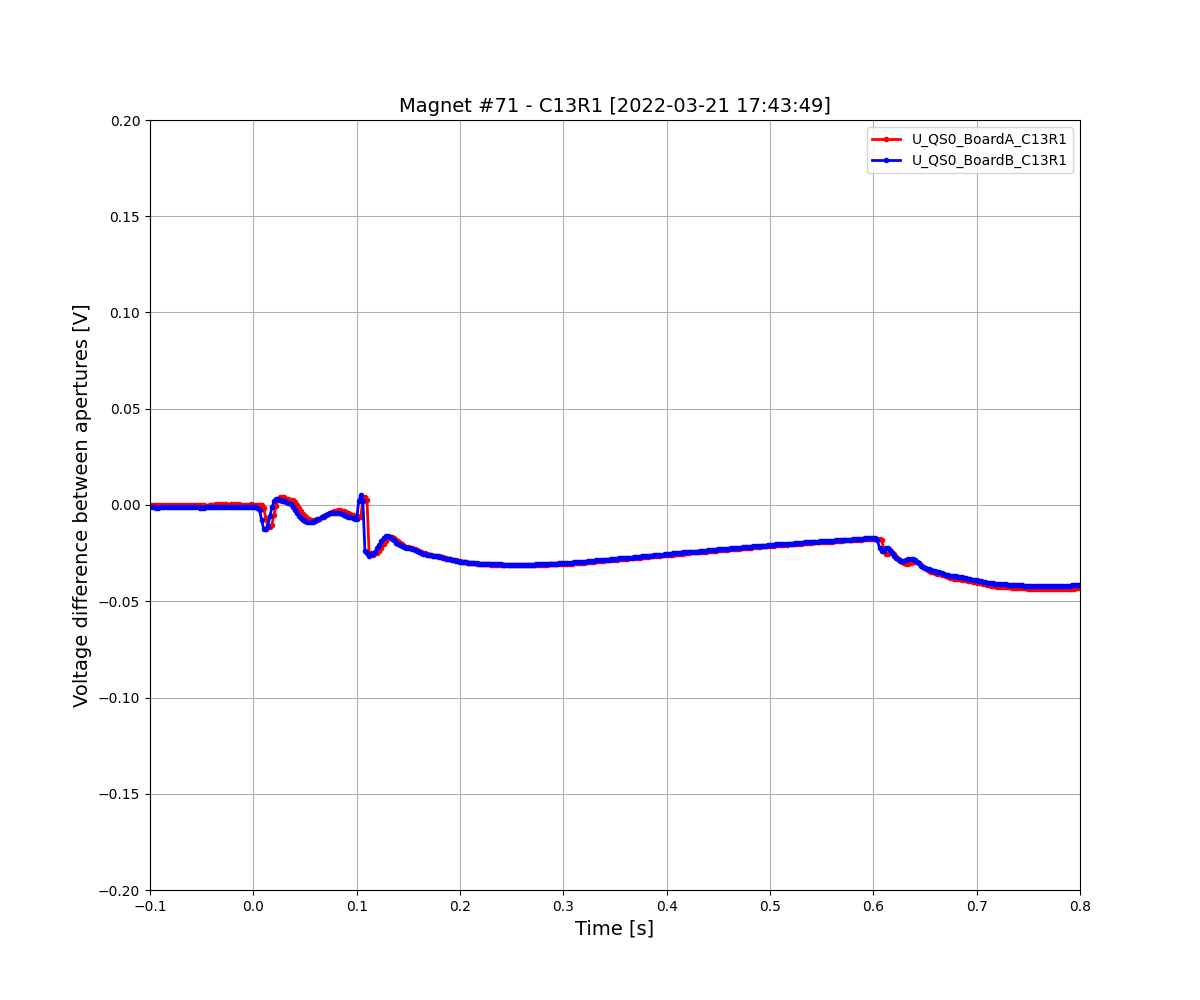 Magnet #71 - C13R1 [2022-03-21 17:43:49]
U_QS0_BoardA_C13R1
U_QS0_BoardB_C13R1
0.20
0.15
0.10
0.05
0.00
−0.05
−0.10
−0.15
−0.20
Voltage difference between apertures [V]
−0.1 0.0 0.1 0.2 0.3 0.4 0.5 0.6 0.7 0.8
Time [s]